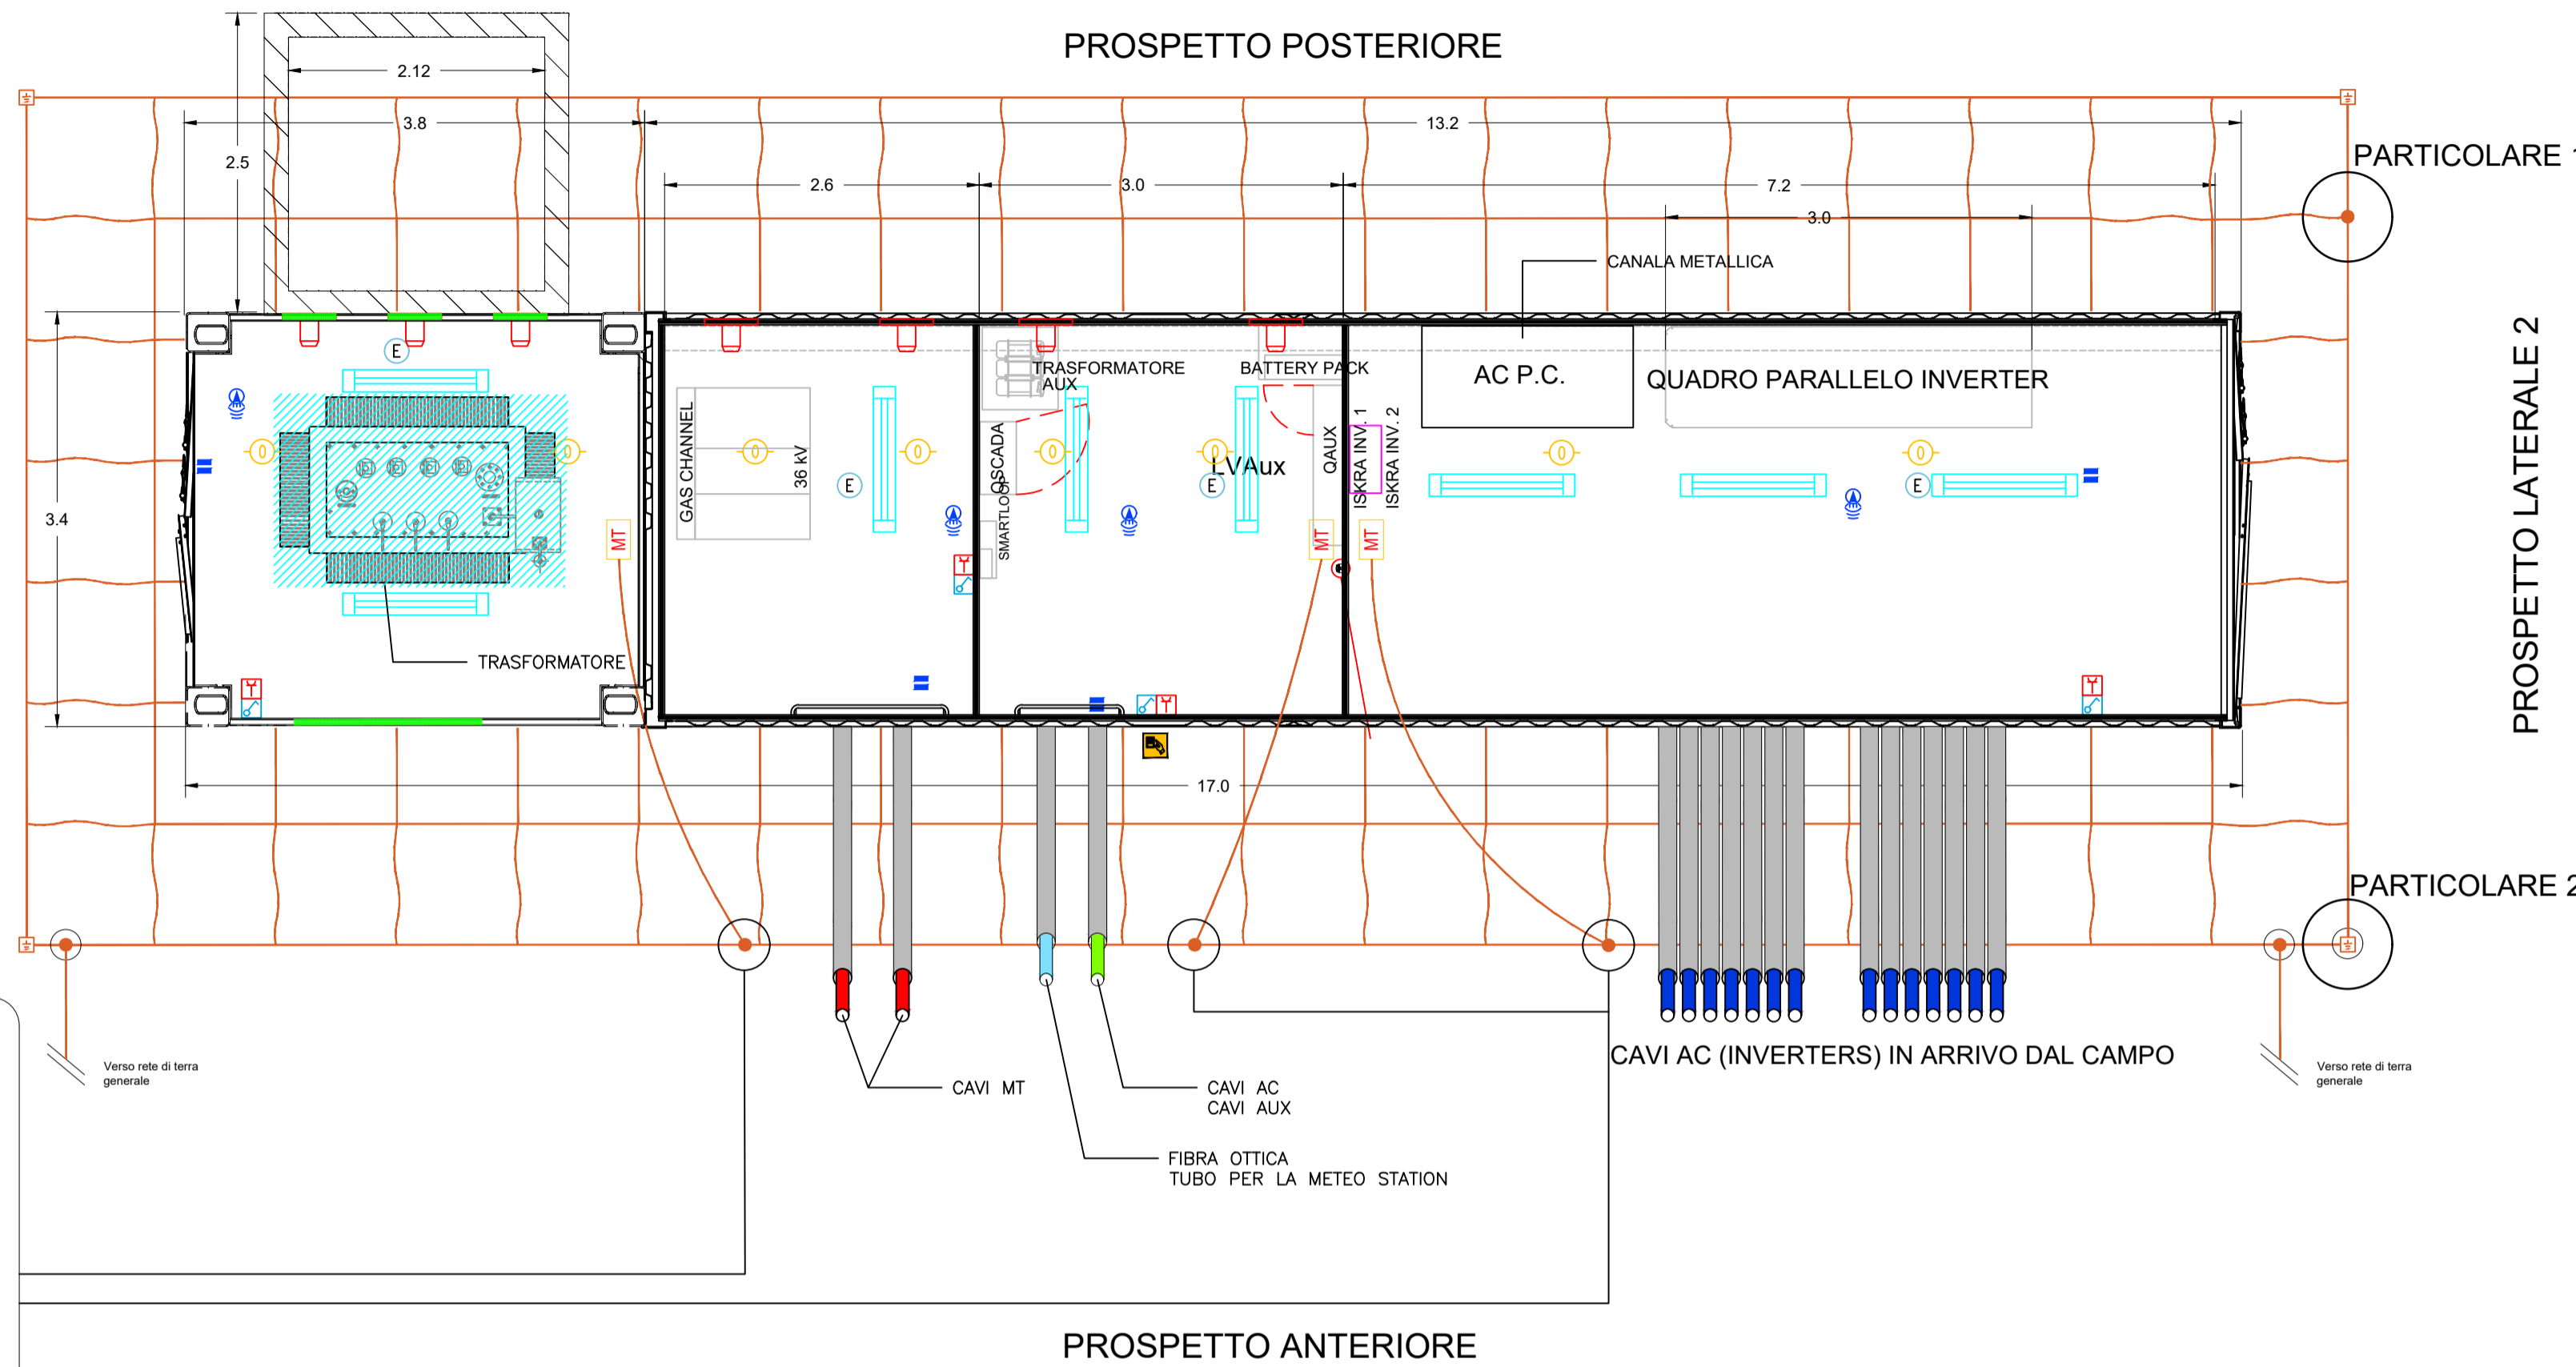 PROSPETTO POSTERIORE
2.12
3.8
13.2
PARTICOLARE 1
2.5
2.6
3.0
7.2
3.0
CANALA METALLICA
E
TRASFORMATORE
AUX
BATTERY PACK
AC P.C.
QUADRO PARALLELO INVERTER
GAS CHANNEL
36 kV
QSCADA
SMARTLOOP
LVAux
QAUX
ISKRA INV. 1
ISKRA INV. 2
E
E
E
3.4
MT
MT
MT
PROSPETTO LATERALE 2
TRASFORMATORE
17.0
PARTICOLARE 2
Verso rete di terra
generale
CAVI MT
CAVI AC
CAVI AUX
CAVI AC (INVERTERS) IN ARRIVO DAL CAMPO
Verso rete di terra
generale
FIBRA OTTICA
TUBO PER LA METEO STATION
PROSPETTO ANTERIORE